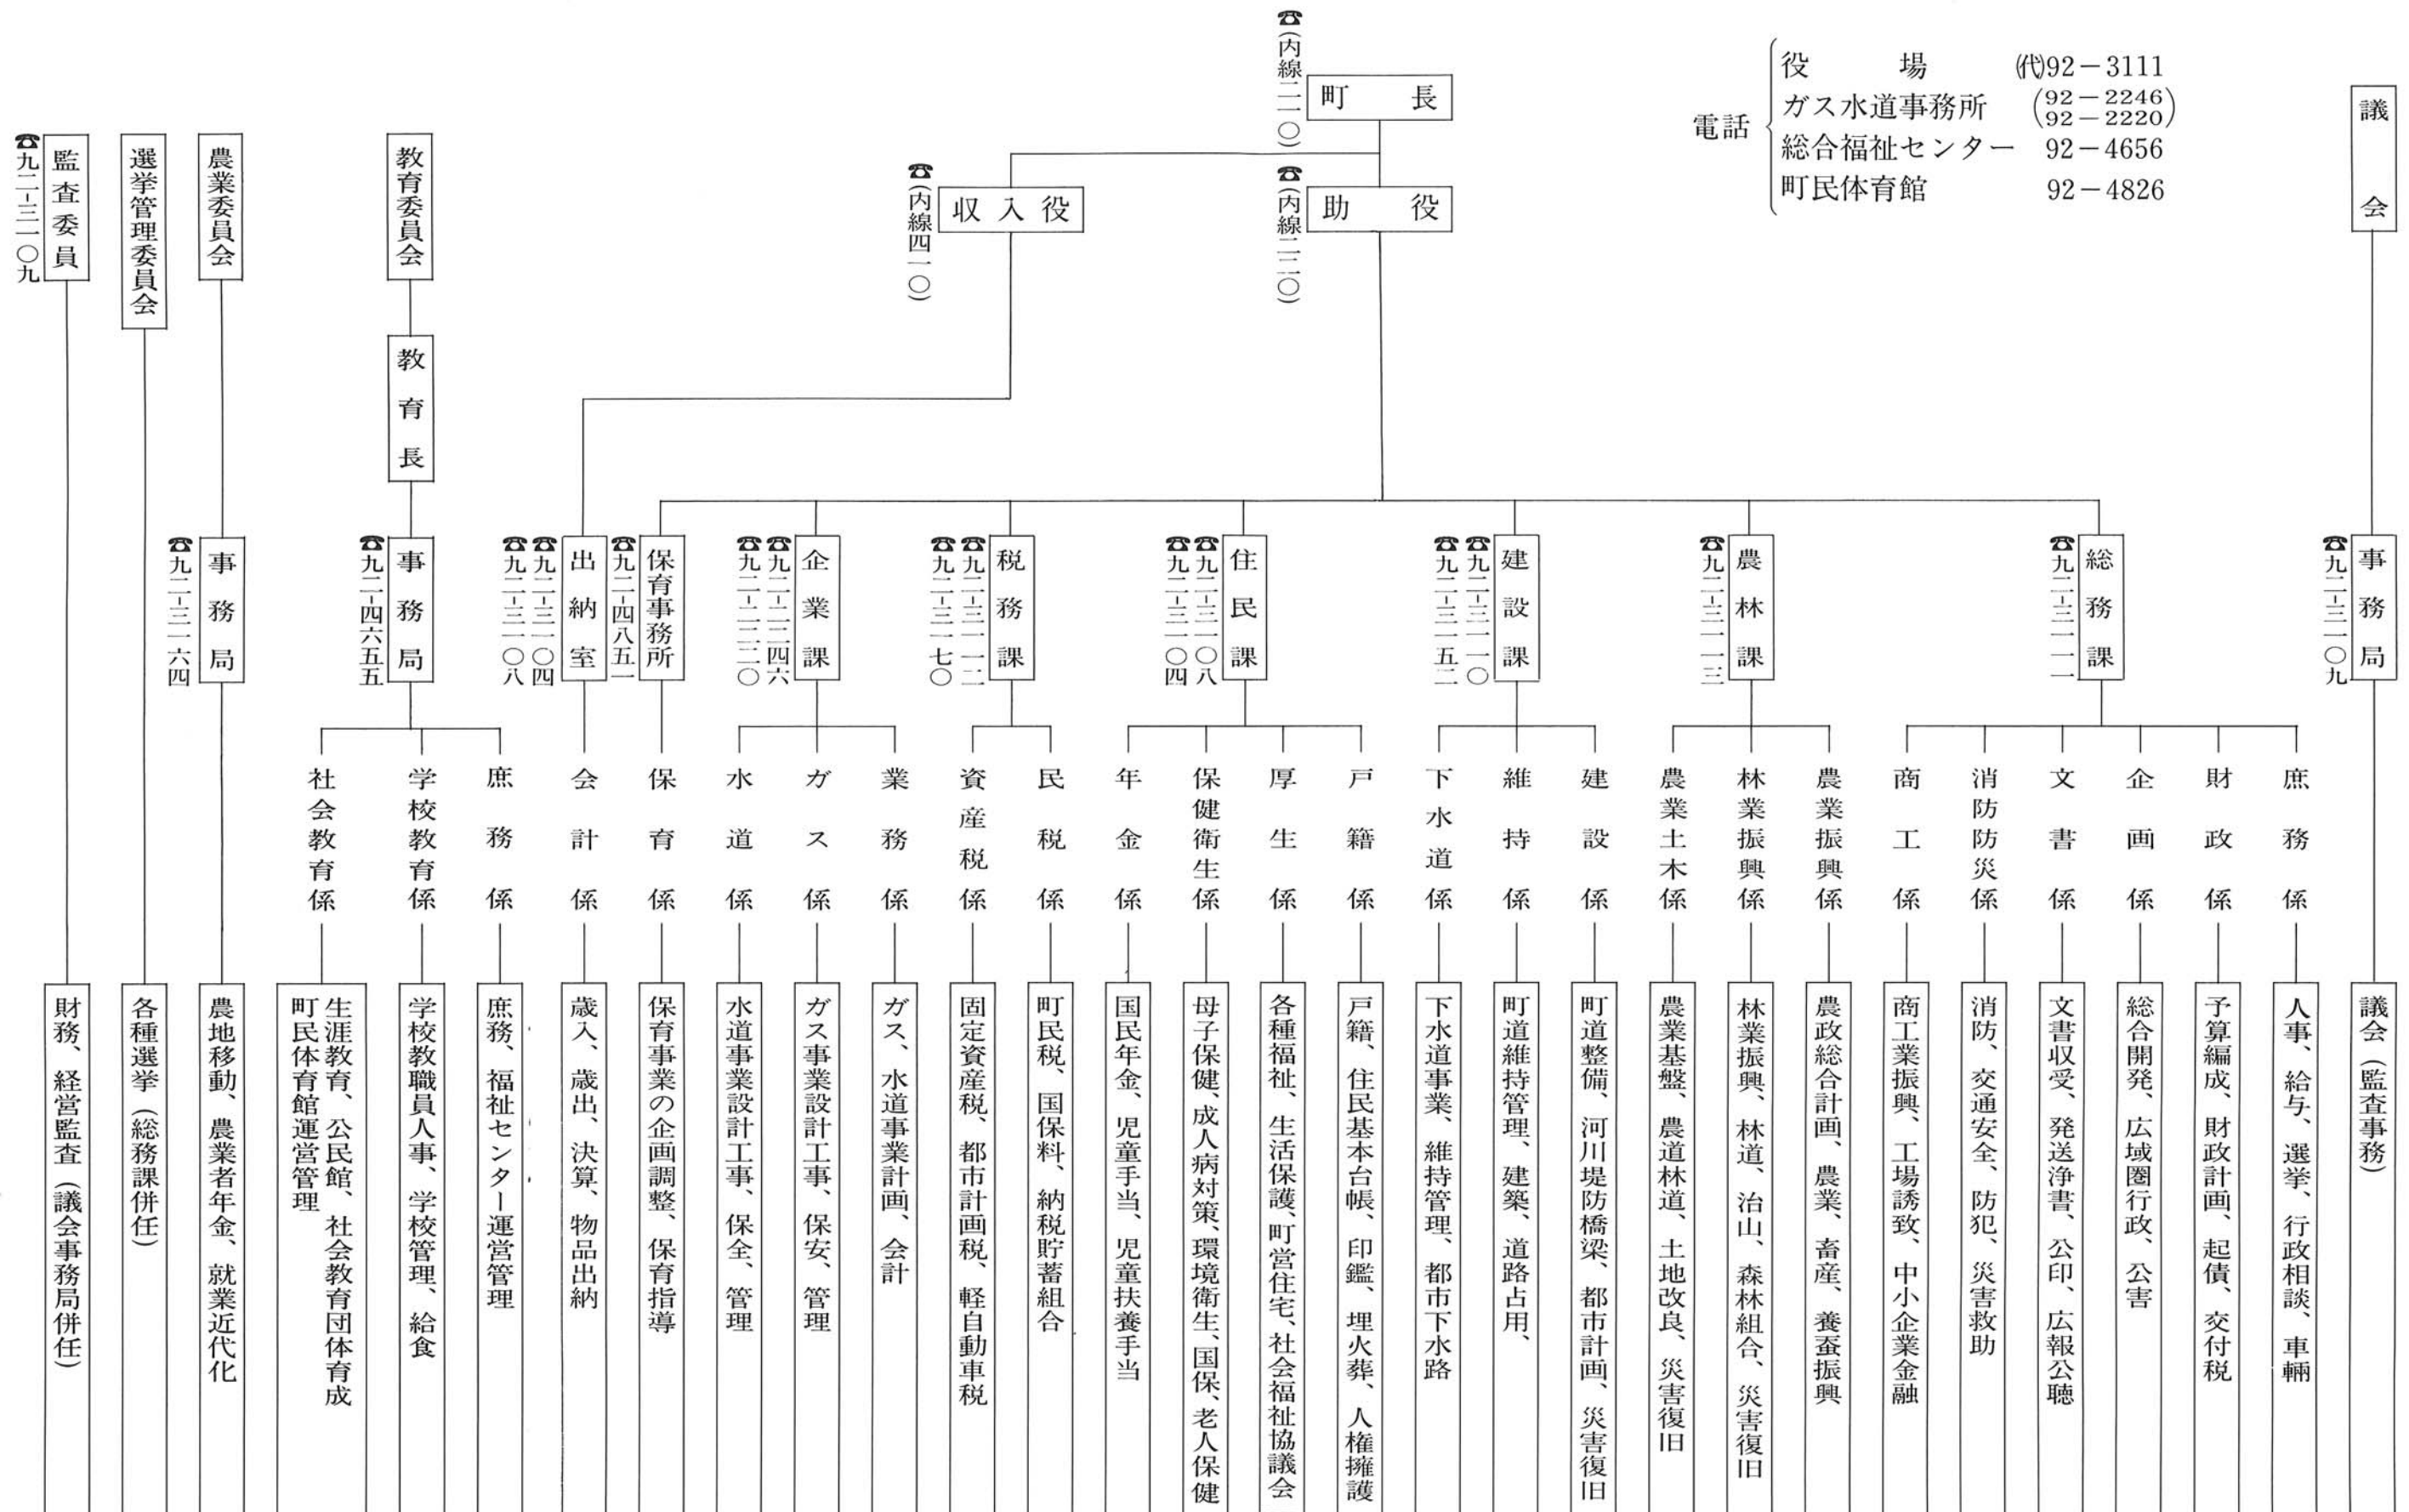 電話
役場 ㈹92－3111
ガス水道事務所 (92－2246
92－2220)
総合福祉センター 92－4656
町民体育館 92－4826
町長
☎(内線二一〇)
助役
☎(内線二二〇)
収入役
☎(内線四一〇)
議会
事務局
☎九二-三一〇九
議会（監査事務）
総務課
☎九二-三一一一
庶務係
人事、給与、選挙、行政相談、車輛
財政係
予算編成、財政計画、起債、交付税
企画係
総合開発、広域圏行政、公害
文書係
文書収受、発送浄書、公印、広報公聴
消防防災係
消防、交通安全、防犯、災害救助
商工係
商工業振興、工場誘致、中小企業金融
農林課
☎九二-三一一三
農業振興係
農政総合計画、農業、畜産、養蚕振興
林業振興係
林業振興、林道、治山、森林組合、災害復旧
農業土木係
農業基盤、農道林道、土地改良、災害復旧
建設課
☎九二-三一一〇
☎九二-三一五二
建設係
町道整備、河川堤防橋梁、都市計画、災害復旧
維持係
町道維持管理、建築、道路占用、
下水道係
下水道事業、維持管理、都市下水路
住民課
☎九二-三一〇八
☎九二-三一〇四
戸籍係
戸籍、住民基本台帳、印鑑、埋火葬、人権擁護
厚生係
各種福祉、生活保護、町営住宅、社会福祉協議会
保健衛生係
母子保健、成人病対策、環境衛生、国保、老人保健
年金係
国民年金、児童手当、児童扶養手当
税務課
☎九二-三一一二
☎九二-三一七〇
民税係
町民税、国保料、納税貯蓄組合
資産税係
固定資産税、都市計画税、軽自動車税
企業課
☎九二-二二四六
☎九二-二二二〇
業務係
ガス、水道事業計画、会計
ガス係
ガス事業設計工事、保安、管理
水道係
水道事業設計工事、保全、管理
保育事務所
☎九二-四八五一
保育係
保育事業の企画調整、保育指導
出納室
☎九二-三一〇四
☎九二-三一〇八
会計係
歳入、歳出、決算、物品出納
教育委員会
教育長
事務局
☎九二-四六五五
庶務係
庶務、福祉センター運営管理
学校教育係
学校教職員人事、学校管理、給食
社会教育係
生涯教育、公民館、社会教育団体育成
町民体育館運営管理
農業委員会
事務局
☎九二-三一六四
農地移動、農業者年金、就業近代化
選挙管理委員会
各種選挙（総務課併任）
監査委員
☎九二-三一〇九
財務、経営監査（議会事務局併任）